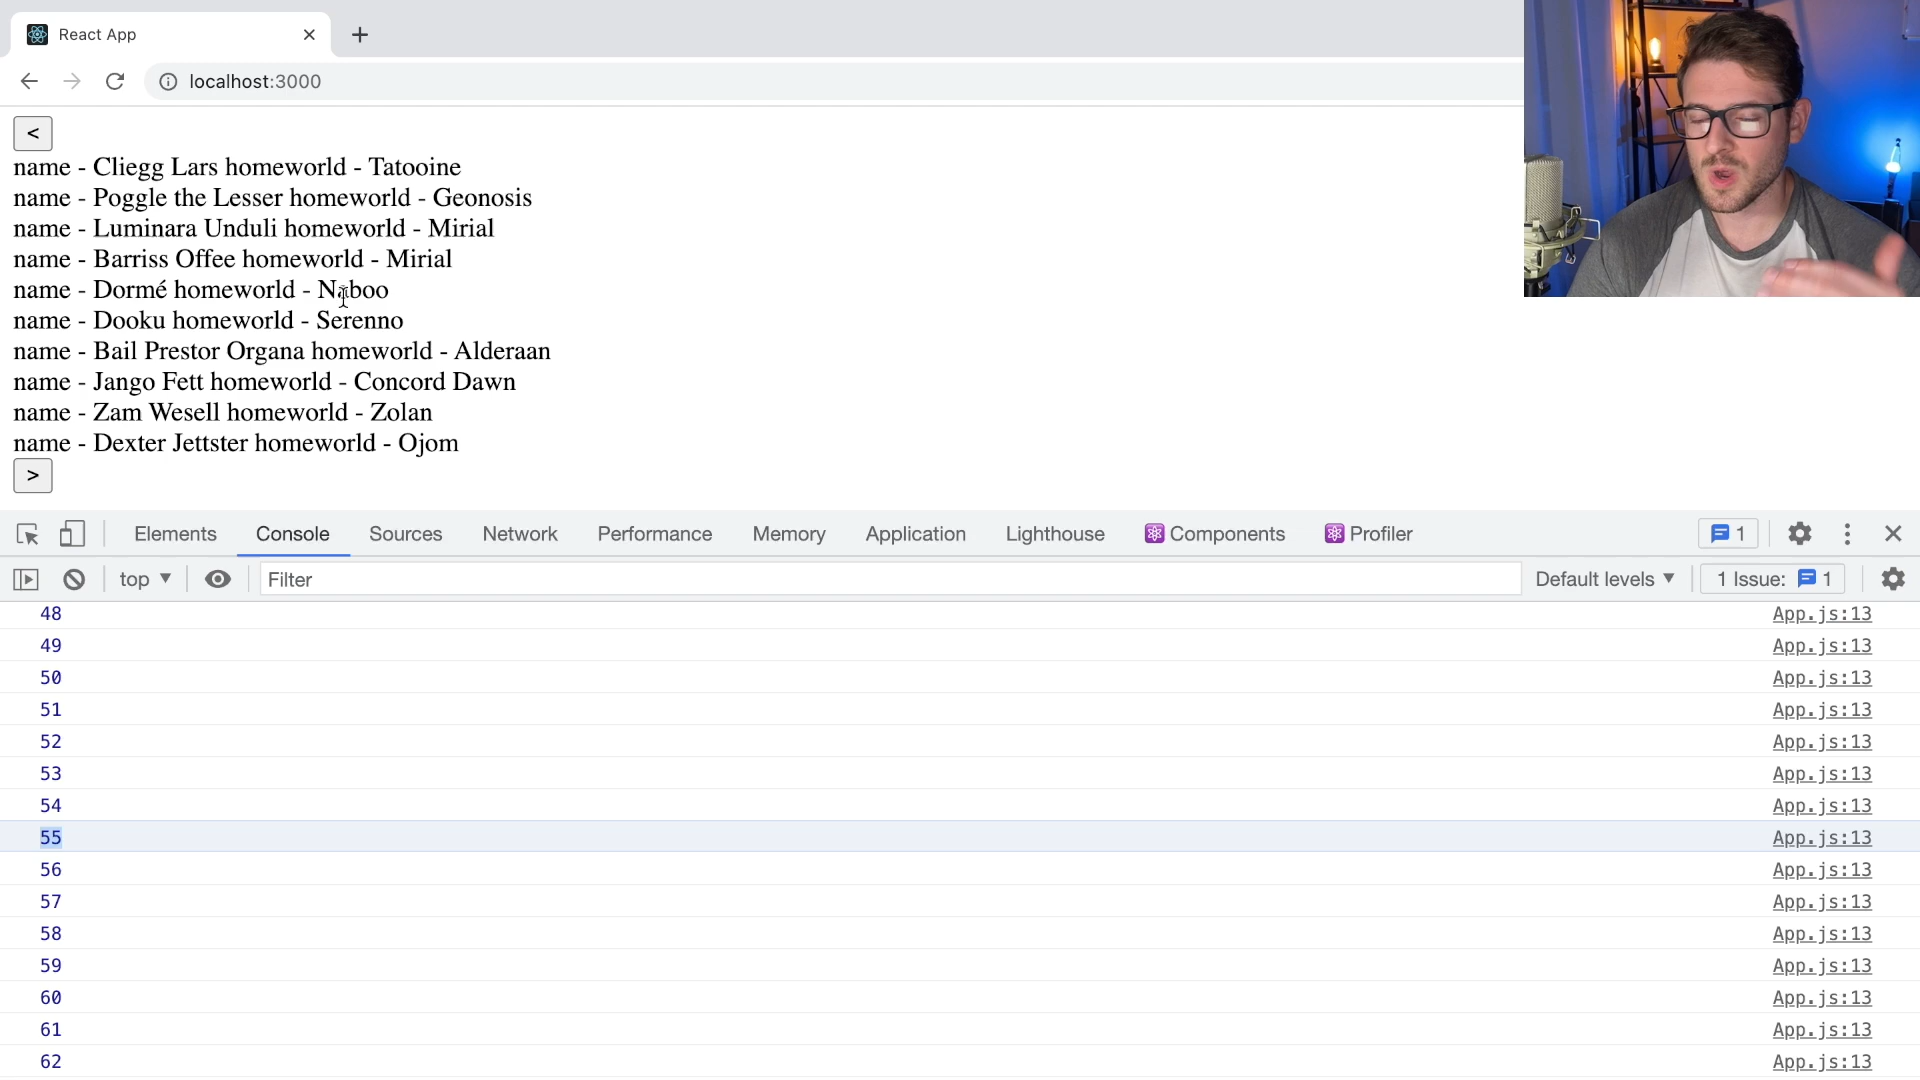 React App
localhost:3000
<
name - Cliegg Lars homeworld - Tatooine
name - Poggle the Lesser homeworld - Geonosis
name - Luminara Unduli homeworld - Mirial
name - Barriss Offee homeworld - Mirial
name - Dormé homeworld - Naboo
name - Dooku homeworld - Serenno
name - Bail Prestor Organa homeworld - Alderaan
name - Jango Fett homeworld - Concord Dawn
name - Zam Wesell homeworld - Zolan
name - Dexter Jettster homeworld - Ojom
>
Elements Console Sources Network Performance Memory Application Lighthouse Components Profiler 1
top Filter Default levels 1 Issue: 1
48 App.js:13
49 App.js:13
50 App.js:13
51 App.js:13
52 App.js:13
53 App.js:13
54 App.js:13
55 App.js:13
56 App.js:13
57 App.js:13
58 App.js:13
59 App.js:13
60 App.js:13
61 App.js:13
62 App.js:13